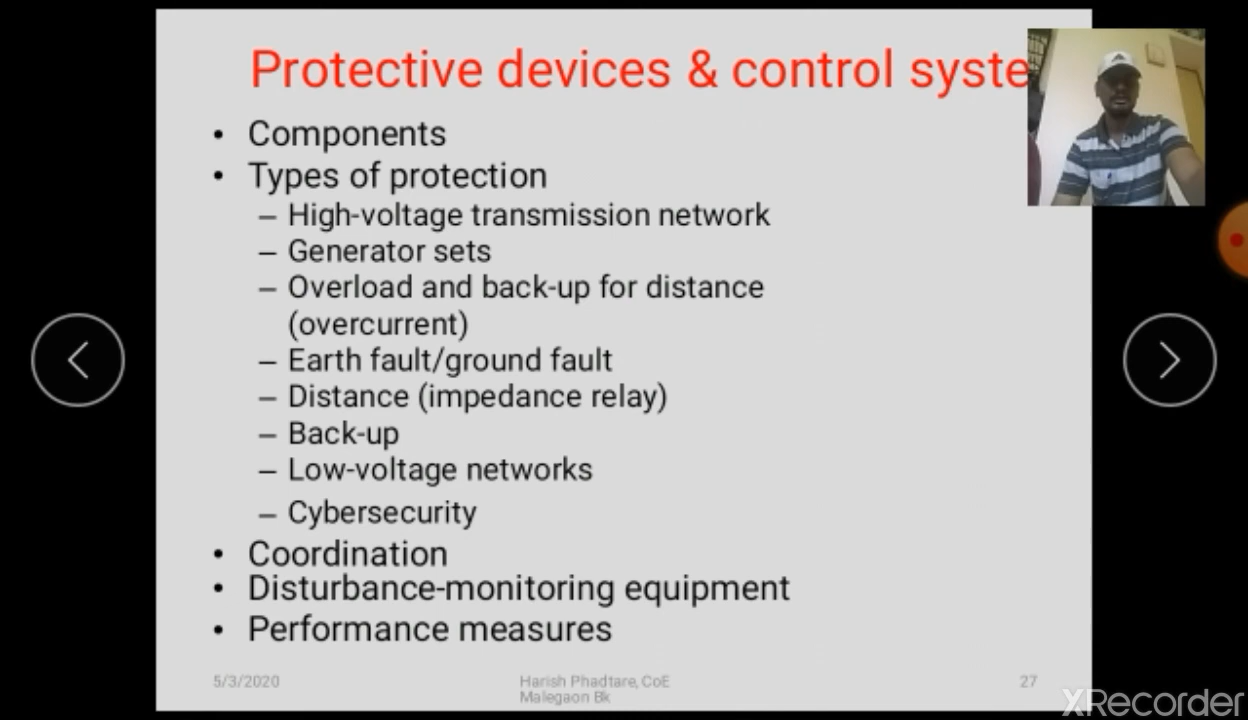 Protective devices & control syste
• Components
• Types of protection
– High-voltage transmission network
– Generator sets
– Overload and back-up for distance
(overcurrent)
– Earth fault/ground fault
– Distance (impedance relay)
– Back-up
– Low-voltage networks
– Cybersecurity
• Coordination
• Disturbance-monitoring equipment
• Performance measures
5/3/2020
Harish Phadtare, CoE
Malegaon Bk
27
XRecorder